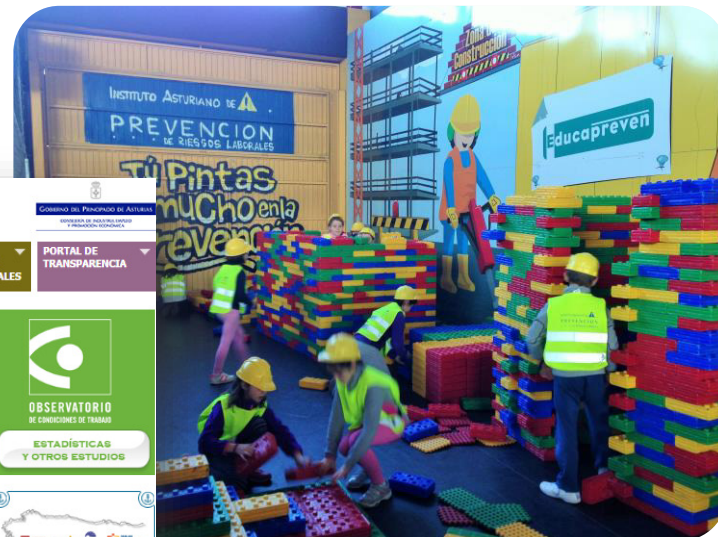 INSTITUTO ASTURIANO DE
PREVENCION
DE RIESGOS LABORALES
Tú Pintas
mucho en la
Zona de
Construcción
Educapreven
GOBIERNO DEL PRINCIPADO DE ASTURIAS
CONSEJERÍA DE INDUSTRIA, EMPLEO
Y PROMOCIÓN ECONÓMICA
PORTAL DE
TRANSPARENCIA
OBSERVATORIO
DE CONDICIONES DE TRABAJO
ESTADÍSTICAS
Y OTROS ESTUDIOS
PREVENCION